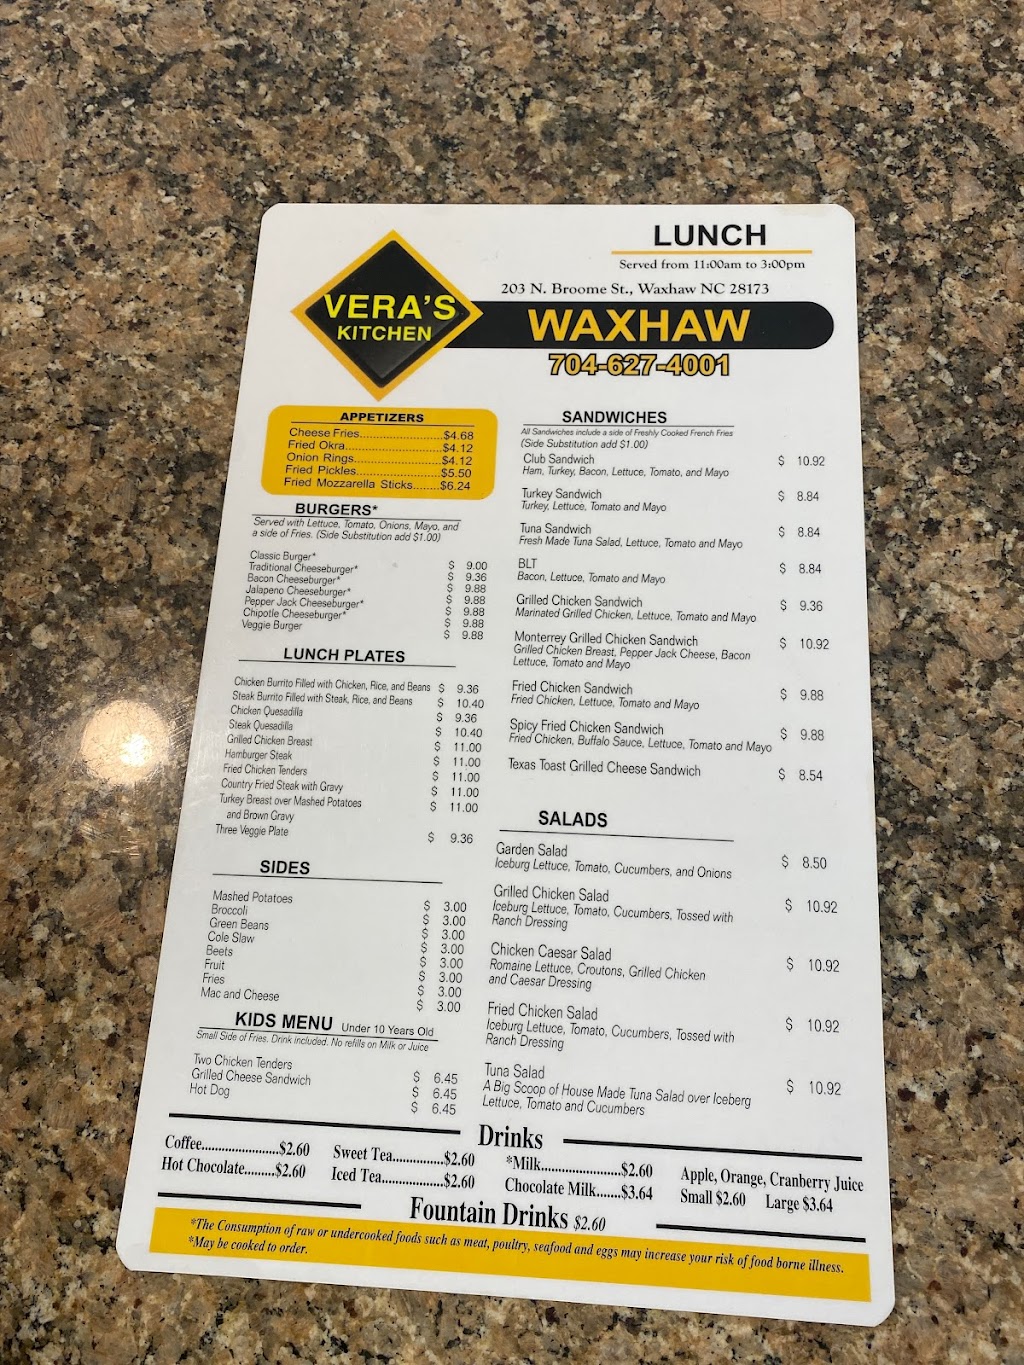 LUNCH
Served from 11:00am to 3:00pm
203 N. Broome St., Waxhaw NC 28173
VERA'S
KITCHEN
WAXHAW
704-627-4001
APPETIZERS
Cheese Fries.....................$4.68
Fried Okra.........................$4.12
Onion Rings......................$4.12
Fried Pickles.....................$5.50
Fried Mozzarella Sticks........$6.24
BURGERS*
Served with Lettuce, Tomato, Onions, Mayo, and
a side of Fries. (Side Substitution add $1.00)
Classic Burger* $ 9.00
Traditional Cheeseburger* $ 9.36
Bacon Cheeseburger* $ 9.88
Jalapeno Cheeseburger* $ 9.88
Pepper Jack Cheeseburger* $ 9.88
Chipotle Cheeseburger* $ 9.88
Veggie Burger $ 9.88
LUNCH PLATES
Chicken Burrito Filled with Chicken, Rice, and Beans $ 9.36
Steak Burrito Filled with Steak, Rice, and Beans $ 10.40
Chicken Quesadilla $ 9.36
Steak Quesadilla $ 10.40
Grilled Chicken Breast $ 11.00
Hamburger Steak $ 11.00
Fried Chicken Tenders $ 11.00
Country Fried Steak with Gravy $ 11.00
Turkey Breast over Mashed Potatoes $ 11.00
and Brown Gravy
Three Veggie Plate $ 9.36
SIDES
Mashed Potatoes $ 3.00
Broccoli $ 3.00
Green Beans $ 3.00
Cole Slaw $ 3.00
Beets $ 3.00
Fruit $ 3.00
Fries $ 3.00
Mac and Cheese $ 3.00
KIDS MENU Under 10 Years Old
Small Side of Fries. Drink included. No refills on Milk or Juice
Two Chicken Tenders $ 6.45
Grilled Cheese Sandwich $ 6.45
Hot Dog $ 6.45
SANDWICHES
All Sandwiches include a side of Freshly Cooked French Fries
(Side Substitution add $1.00)
Club Sandwich $ 10.92
Ham, Turkey, Bacon, Lettuce, Tomato, and Mayo
Turkey Sandwich $ 8.84
Turkey, Lettuce, Tomato and Mayo
Tuna Sandwich $ 8.84
Fresh Made Tuna Salad, Lettuce, Tomato and Mayo
BLT $ 8.84
Bacon, Lettuce, Tomato and Mayo
Grilled Chicken Sandwich $ 9.36
Marinated Grilled Chicken, Lettuce, Tomato and Mayo
Monterrey Grilled Chicken Sandwich $ 10.92
Grilled Chicken Breast, Pepper Jack Cheese, Bacon
Lettuce, Tomato and Mayo
Fried Chicken Sandwich $ 9.88
Fried Chicken, Lettuce, Tomato and Mayo
Spicy Fried Chicken Sandwich $ 9.88
Fried Chicken, Buffalo Sauce, Lettuce, Tomato and Mayo
Texas Toast Grilled Cheese Sandwich $ 8.54
SALADS
Garden Salad $ 8.50
Iceburg Lettuce, Tomato, Cucumbers, and Onions
Grilled Chicken Salad $ 10.92
Iceburg Lettuce, Tomato, Cucumbers, Tossed with
Ranch Dressing
Chicken Caesar Salad $ 10.92
Romaine Lettuce, Croutons, Grilled Chicken
and Caesar Dressing
Fried Chicken Salad $ 10.92
Iceburg Lettuce, Tomato, Cucumbers, Tossed with
Ranch Dressing
Tuna Salad $ 10.92
A Big Scoop of House Made Tuna Salad over Iceberg
Lettuce, Tomato and Cucumbers
Drinks
Coffee.......................$2.60
Hot Chocolate.........$2.60
Sweet Tea...............$2.60
Iced Tea..................$2.60
*Milk........................$2.60
Chocolate Milk.......$3.64
Apple, Orange, Cranberry Juice
Small $2.60 Large $3.64
Fountain Drinks $2.60
*The Consumption of raw or undercooked foods such as meat, poultry, seafood and eggs may increase your risk of food borne illness.
*May be cooked to order.